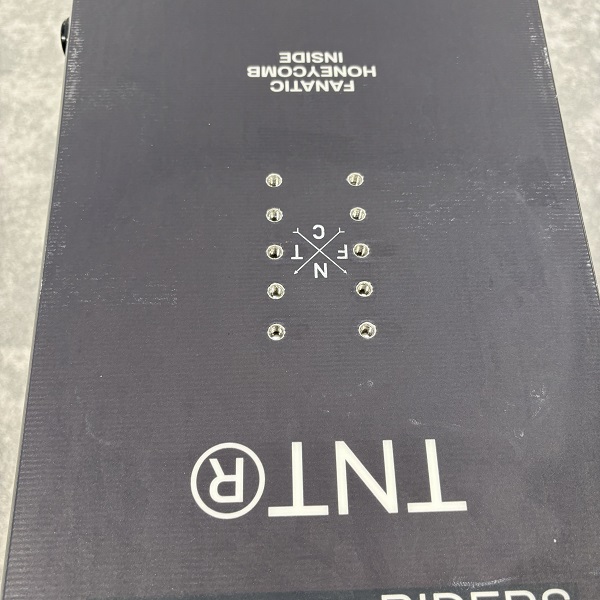 TNT®
N
F T
C
FANATIC
HONEYCOMB
INSIDE